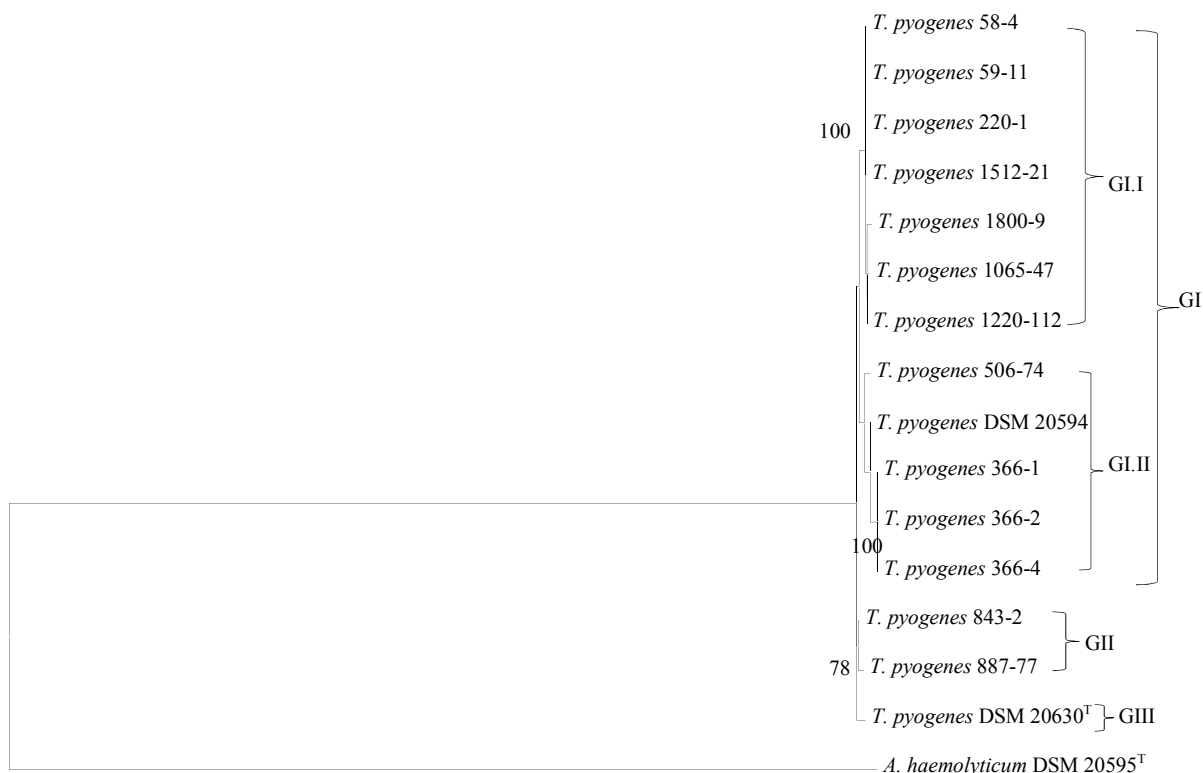 T. pyogenes 58-4
T. pyogenes 59-11
100
T. pyogenes 220-1
T. pyogenes 1512-21
GI.I
T. pyogenes 1800-9
T. pyogenes 1065-47
GI
T. pyogenes 1220-112
T. pyogenes 506-74
T. pyogenes DSM 20594
T. pyogenes 366-1
GI.II
T. pyogenes 366-2
100
T. pyogenes 366-4
T. pyogenes 843-2
GII
78
T. pyogenes 887-77
T. pyogenes DSM 20630ᵀ
GIII
A. haemolyticum DSM 20595ᵀ